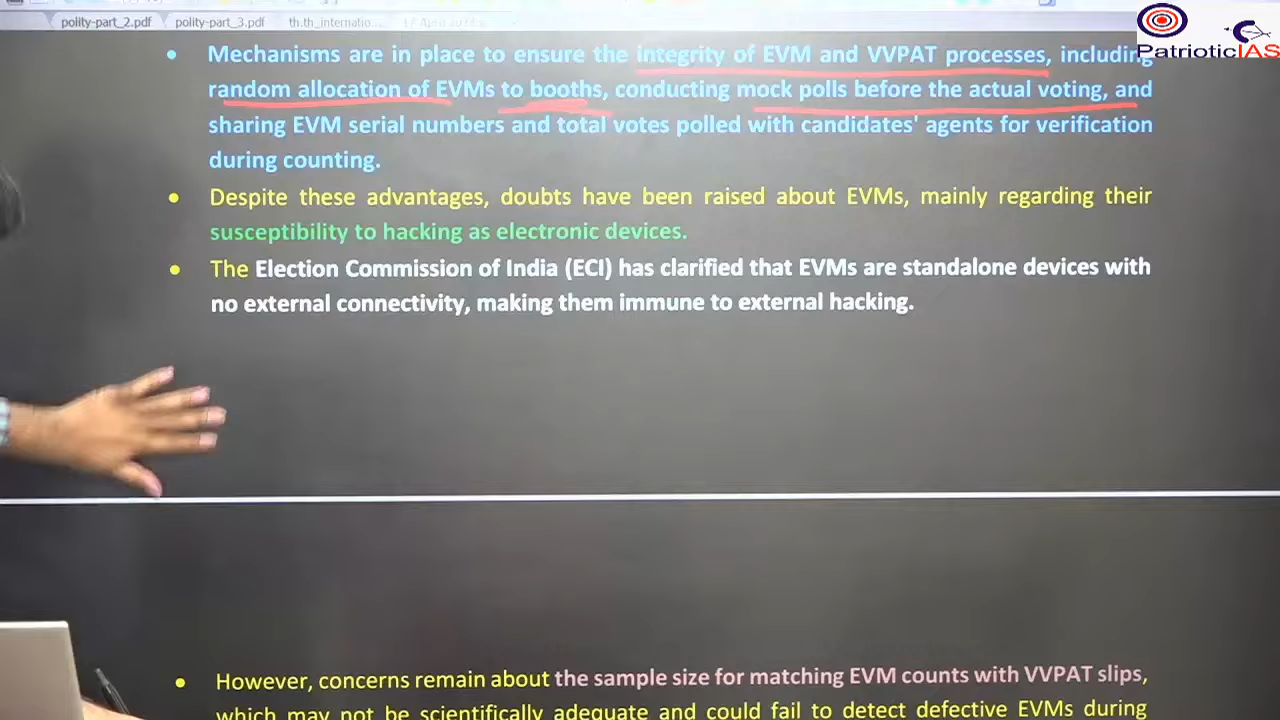 polity-part_2.pdf polity-part_3.pdf th.th_internatio... 17 April 2024
PatrioticIAS
• Mechanisms are in place to ensure the integrity of EVM and VVPAT processes, including
random allocation of EVMs to booths, conducting mock polls before the actual voting, and
sharing EVM serial numbers and total votes polled with candidates' agents for verification
during counting.
• Despite these advantages, doubts have been raised about EVMs, mainly regarding their
susceptibility to hacking as electronic devices.
• The Election Commission of India (ECI) has clarified that EVMs are standalone devices with
no external connectivity, making them immune to external hacking.
• However, concerns remain about the sample size for matching EVM counts with VVPAT slips,
which may not be scientifically adequate and could fail to detect defective EVMs during